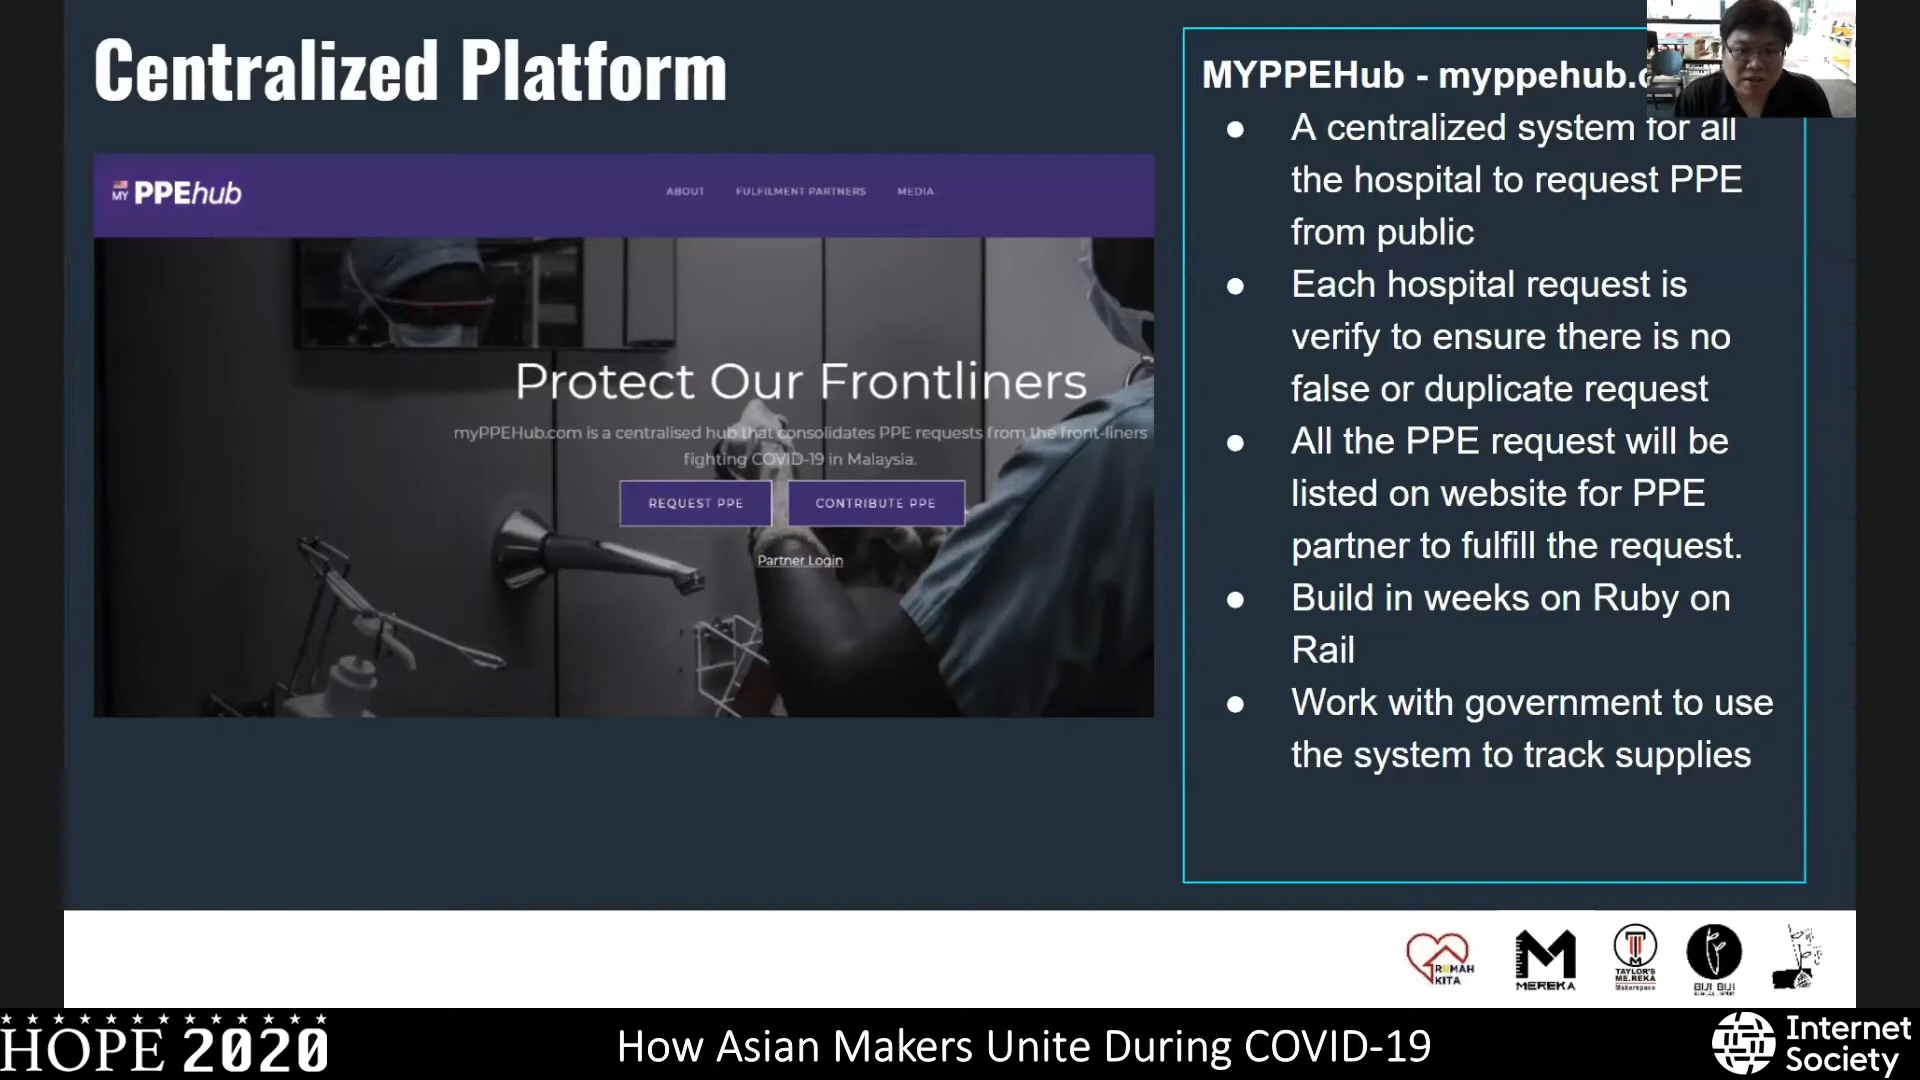 Centralized Platform
MY PPEhub
ABOUT
FULFILMENT PARTNERS
MEDIA
Protect Our Frontliners
myPPEHub.com is a centralised hub that consolidates PPE requests from the front-liners
fighting COVID-19 in Malaysia.
REQUEST PPE
CONTRIBUTE PPE
Partner Login
MYPPEHub - myppehub.c
● A centralized system for all
the hospital to request PPE
from public
● Each hospital request is
verify to ensure there is no
false or duplicate request
● All the PPE request will be
listed on website for PPE
partner to fulfill the request.
● Build in weeks on Ruby on
Rail
● Work with government to use
the system to track supplies
RUMAH
KITA
MEREKA
TAYLOR'S
ME.REKA
Makerspace
BIJI BIJI
HOPE 2020
How Asian Makers Unite During COVID-19
Internet
Society